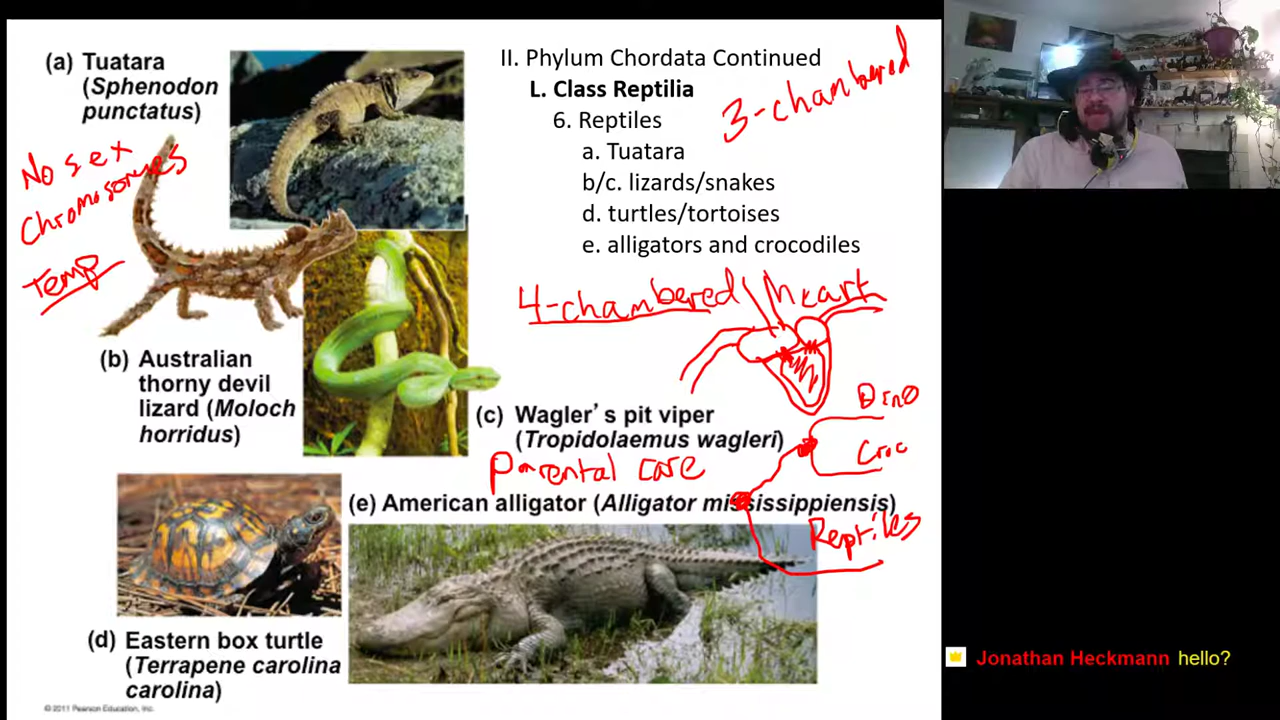 (a) Tuatara
(Sphenodon
punctatus)
No sex
Chromosomes
Temp
II. Phylum Chordata Continued
L. Class Reptilia
6. Reptiles
a. Tuatara
b/c. lizards/snakes
d. turtles/tortoises
e. alligators and crocodiles
3-chambered
4-chambered Heart
(b) Australian
thorny devil
lizard (Moloch
horridus)
(c) Wagler's pit viper
(Tropidolaemus wagleri)
Parental care
Dino
Croc
Reptiles
(e) American alligator (Alligator mississippiensis)
(d) Eastern box turtle
(Terrapene carolina
carolina)
© 2011 Pearson Education, Inc.
Jonathan Heckmann hello?